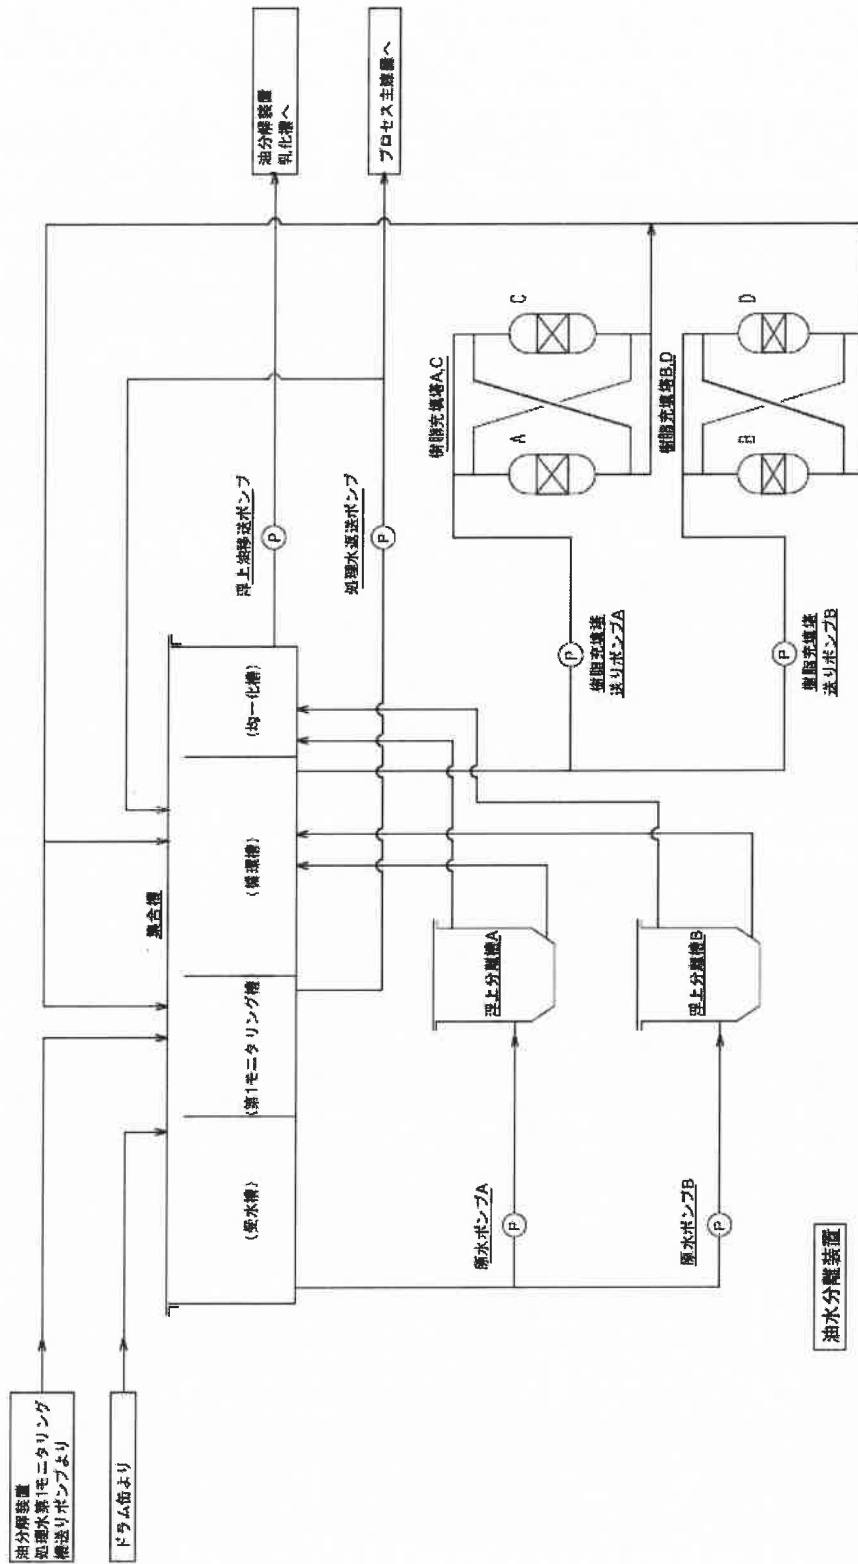 油分解装置
処理水第1モニタリング
槽送りポンプより
ドラム缶より
集合槽
(受水槽)
(第1モニタリング槽)
(循環槽)
(均一化槽)
浮上油移送ポンプ
油分解装置
乳化槽へ
処理水返送ポンプ
プロセス主建屋へ
原水ポンプA
P
浮上分離槽A
原水ポンプB
P
浮上分離槽B
P
P
樹脂充填塔
送りポンプA
P
樹脂充填塔
送りポンプB
P
樹脂充填塔A,C
A
C
樹脂充填塔B,D
B
D
油水分離装置